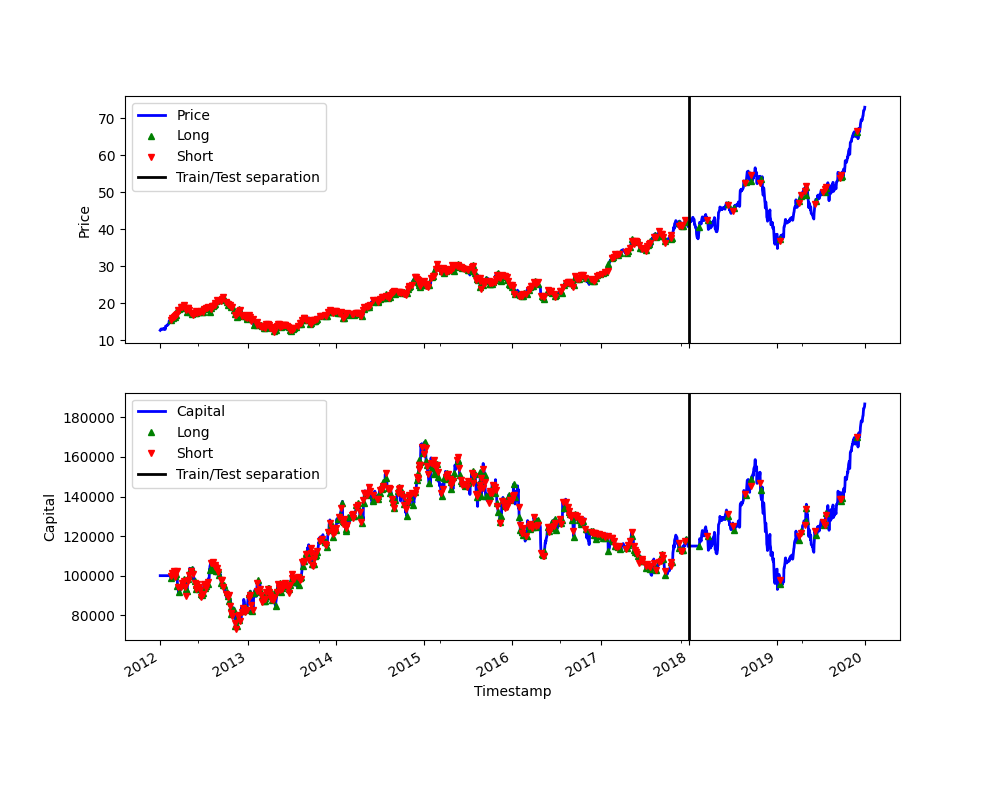 Price
70
60
50
40
30
20
10
Price
Long
Short
Train/Test separation
Capital
180000
160000
140000
120000
100000
80000
Capital
Long
Short
Train/Test separation
2012
2013
2014
2015
2016
2017
2018
2019
2020
Timestamp